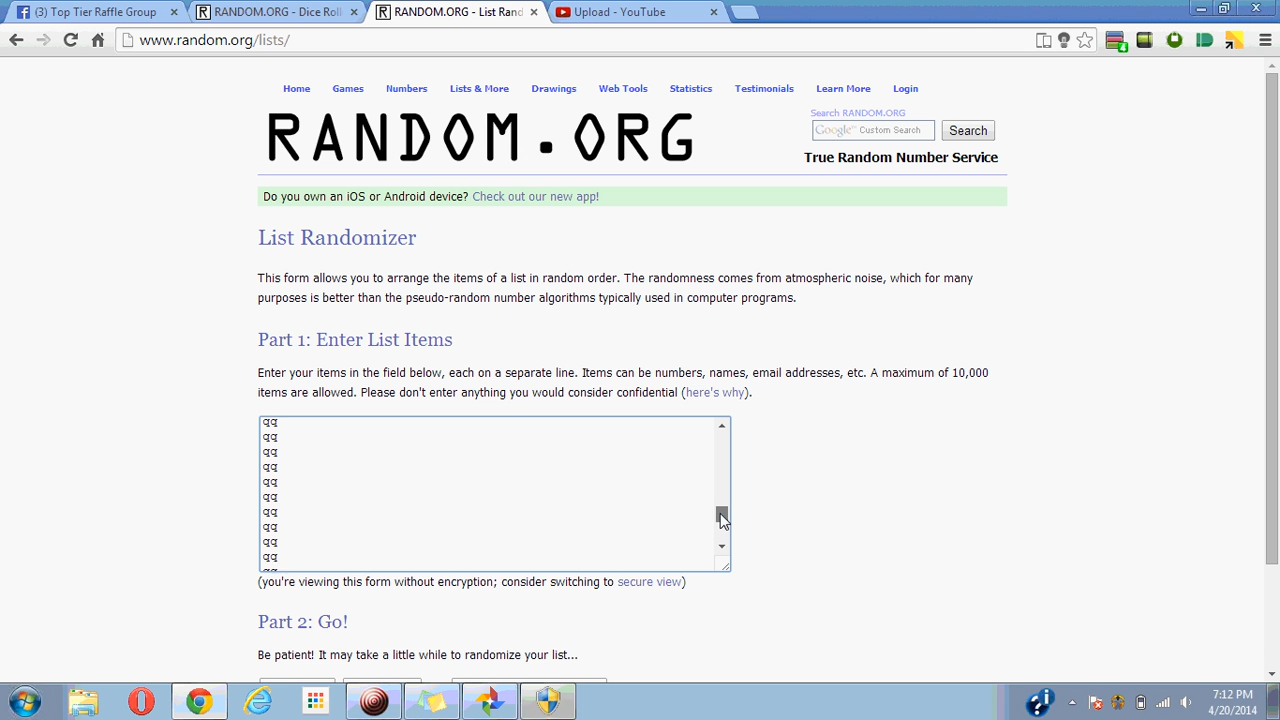 (3) Top Tier Raffle Group
RANDOM.ORG - Dice Roll
RANDOM.ORG - List Rand
Upload - YouTube
www.random.org/lists/
Home Games Numbers Lists & More Drawings Web Tools Statistics Testimonials Learn More Login
RANDOM.ORG
Search RANDOM.ORG
Google Custom Search
Search
True Random Number Service
Do you own an iOS or Android device? Check out our new app!
List Randomizer
This form allows you to arrange the items of a list in random order. The randomness comes from atmospheric noise, which for many
purposes is better than the pseudo-random number algorithms typically used in computer programs.
Part 1: Enter List Items
Enter your items in the field below, each on a separate line. Items can be numbers, names, email addresses, etc. A maximum of 10,000
items are allowed. Please don't enter anything you would consider confidential (here's why).
qq
qq
qq
qq
qq
qq
qq
qq
qq
qq
(you're viewing this form without encryption; consider switching to secure view)
Part 2: Go!
Be patient! It may take a little while to randomize your list...
7:12 PM
4/20/2014